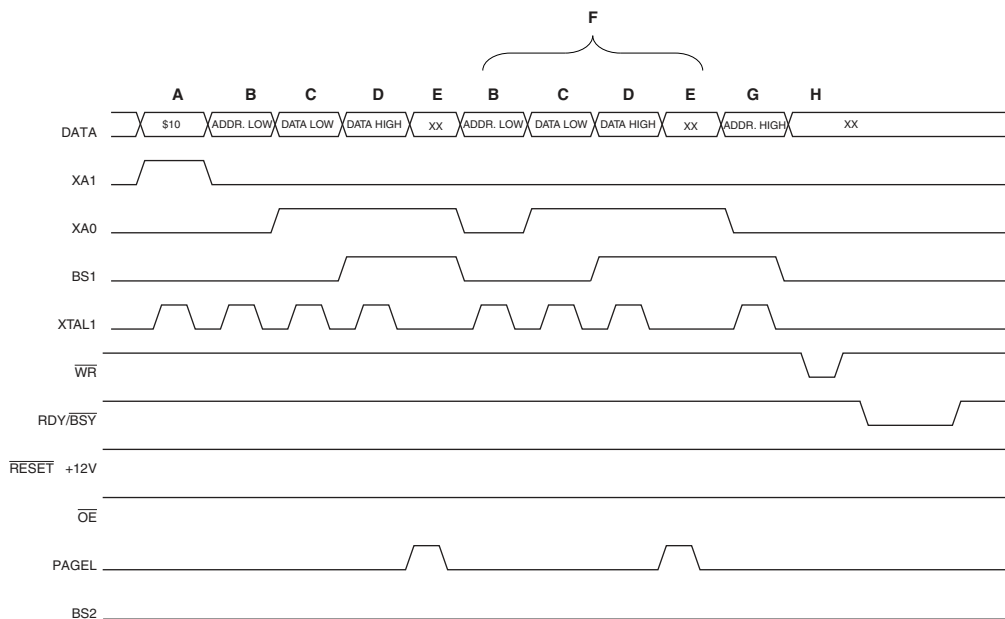 F
A B C D E B C D E G H
DATA $10 ADDR. LOW DATA LOW DATA HIGH XX ADDR. LOW DATA LOW DATA HIGH XX ADDR. HIGH XX
XA1
XA0
BS1
XTAL1
WR
RDY/BSY
RESET +12V
OE
PAGEL
BS2